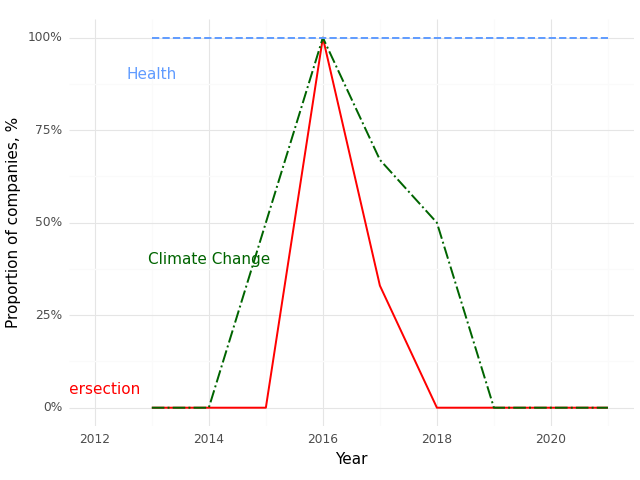 100%
Health
75%
50%
Climate Change
25%
ersection
0%
2012 2014 2016 2018 2020
Year
Proportion of companies, %